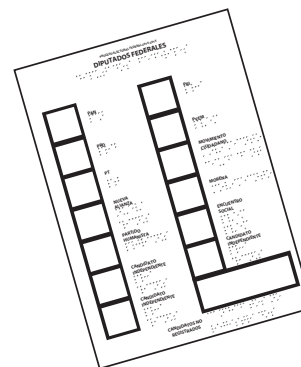 DIPUTADOS FEDERALES
PAN
PRD
PT
NUEVA
ALIANZA
PARTIDO
HUMANISTA
CANDIDATO
INDEPENDIENTE
CANDIDATO
INDEPENDIENTE
PRI
PVEM
MOVIMIENTO
CIUDADANO
MORENA
ENCUENTRO
SOCIAL
CANDIDATO
INDEPENDIENTE
CANDIDATOS NO
REGISTRADOS